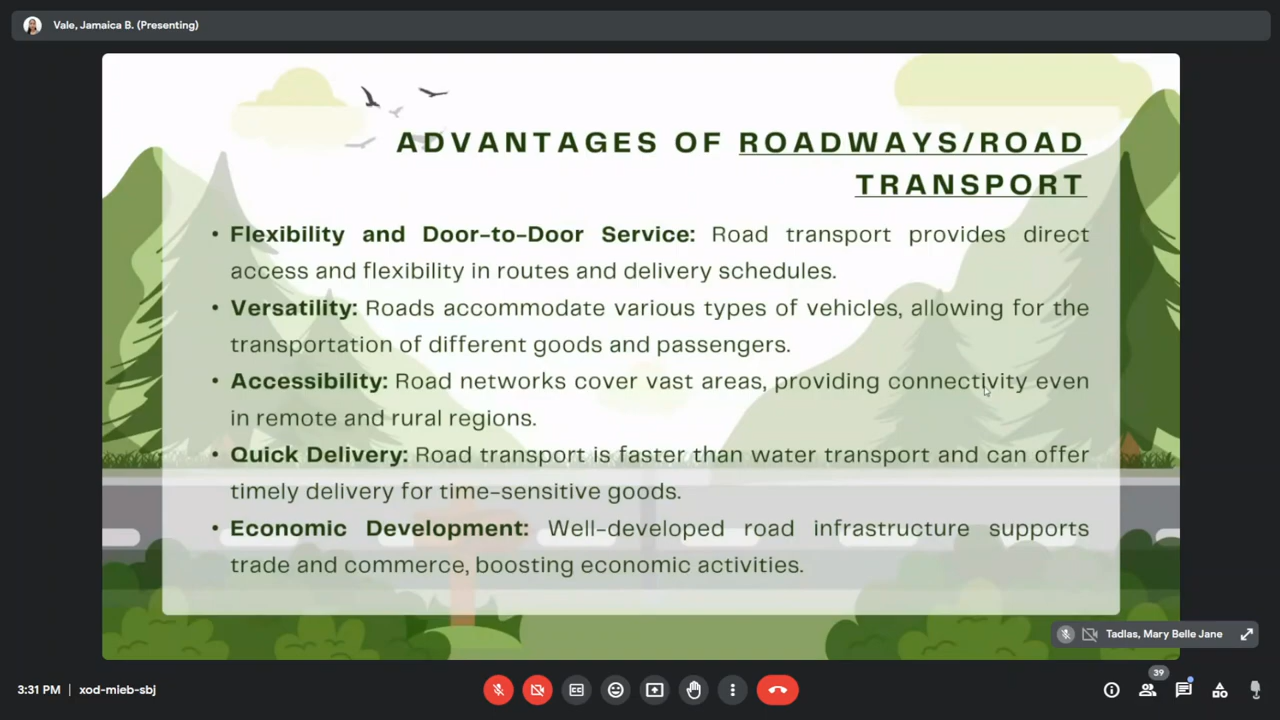 Vale, Jamaica B. (Presenting)
ADVANTAGES OF ROADWAYS/ROAD
TRANSPORT
• Flexibility and Door-to-Door Service: Road transport provides direct
access and flexibility in routes and delivery schedules.
• Versatility: Roads accommodate various types of vehicles, allowing for the
transportation of different goods and passengers.
• Accessibility: Road networks cover vast areas, providing connectivity even
in remote and rural regions.
• Quick Delivery: Road transport is faster than water transport and can offer
timely delivery for time-sensitive goods.
• Economic Development: Well-developed road infrastructure supports
trade and commerce, boosting economic activities.
Tadlas, Mary Belle Jane
39
3:31 PM | xod-mieb-sbj
CC